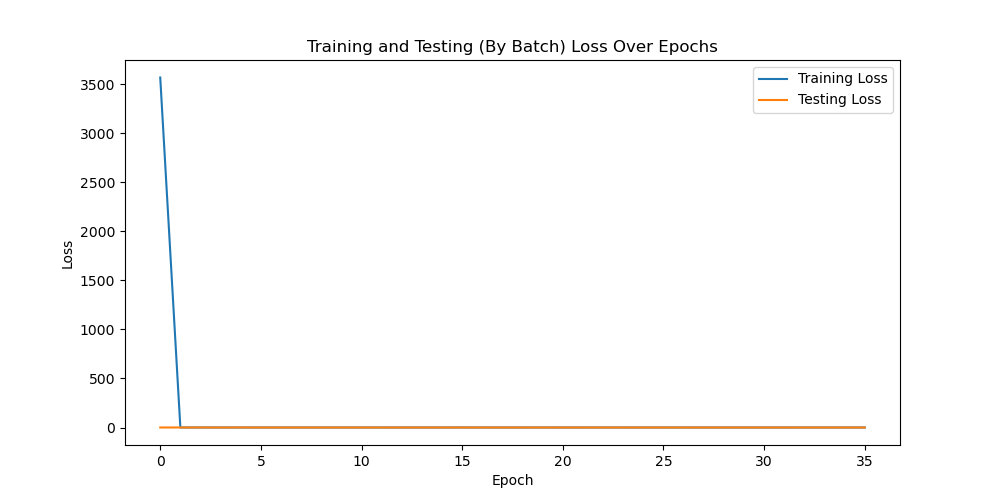 Training and Testing (By Batch) Loss Over Epochs
Training Loss
Testing Loss
3500
3000
2500
2000
1500
1000
500
0
Loss
0 5 10 15 20 25 30 35
Epoch